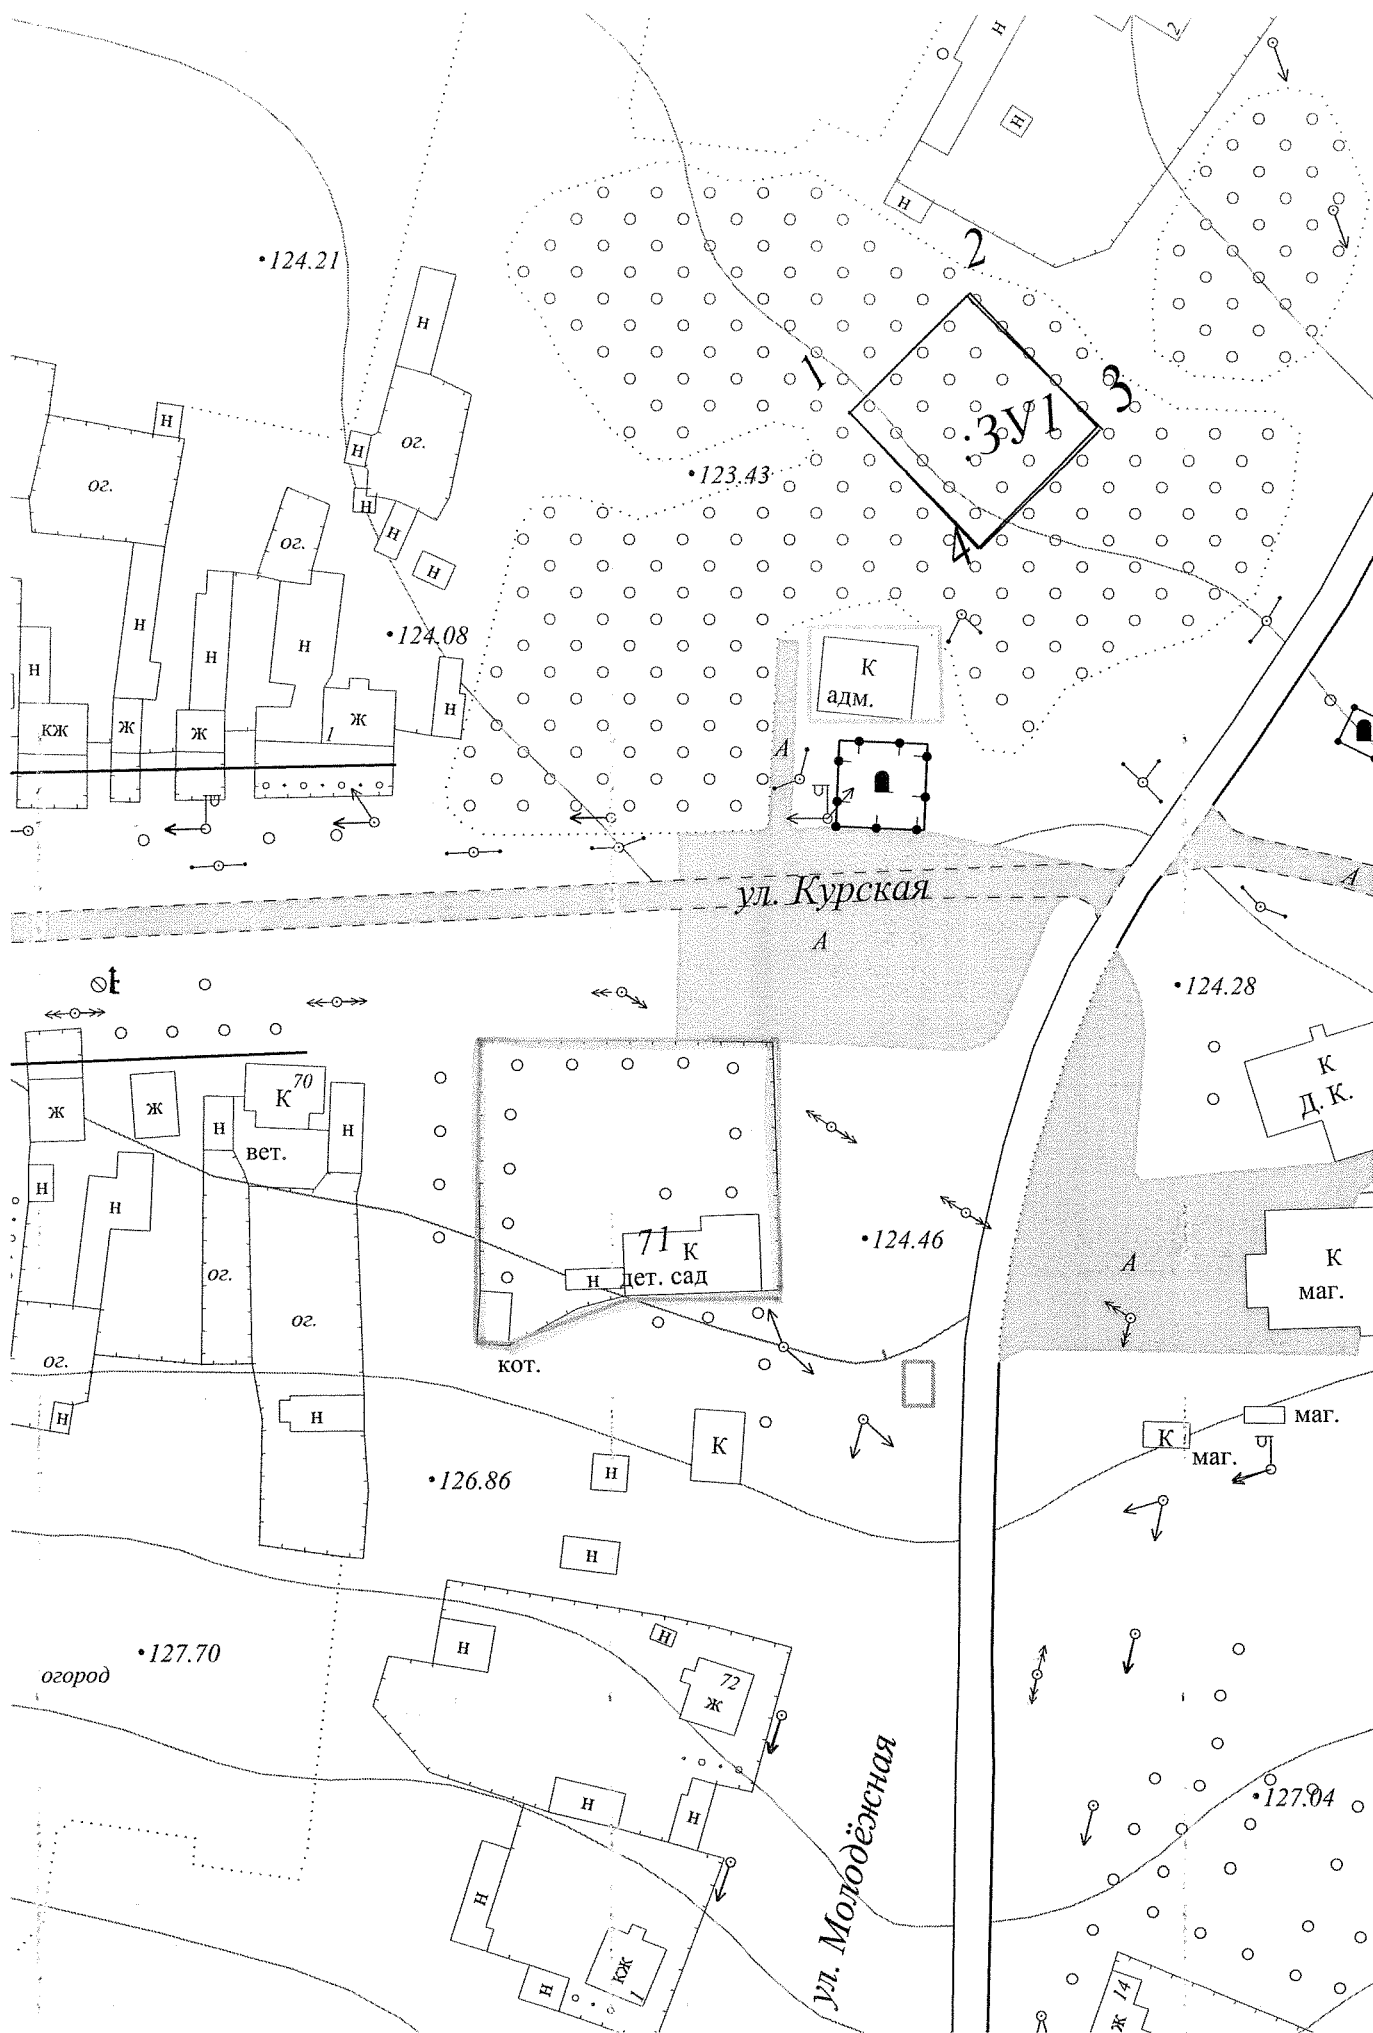 н
2
н
н
2
124.21
н
1
3
:ЗУ1
н
ог.
н
123.43
ог.
н
н
4
ог.
н
н
н
124.08
н
н
н
К
адм.
кж
ж
ж
1
ж
н
А
ул. Курская
А
А
124.28
К
Д. К.
70
К
ж
ж
н
н
вет.
н
н
71
К
124.46
ог.
н
дет. сад
А
К
маг.
ог.
ог.
кот.
н
н
К
К
маг.
маг.
126.86
н
н
127.70
огород
н
н
72
ж
ул. Молодёжная
127.04
н
н
н
кж
1
н
14
ж